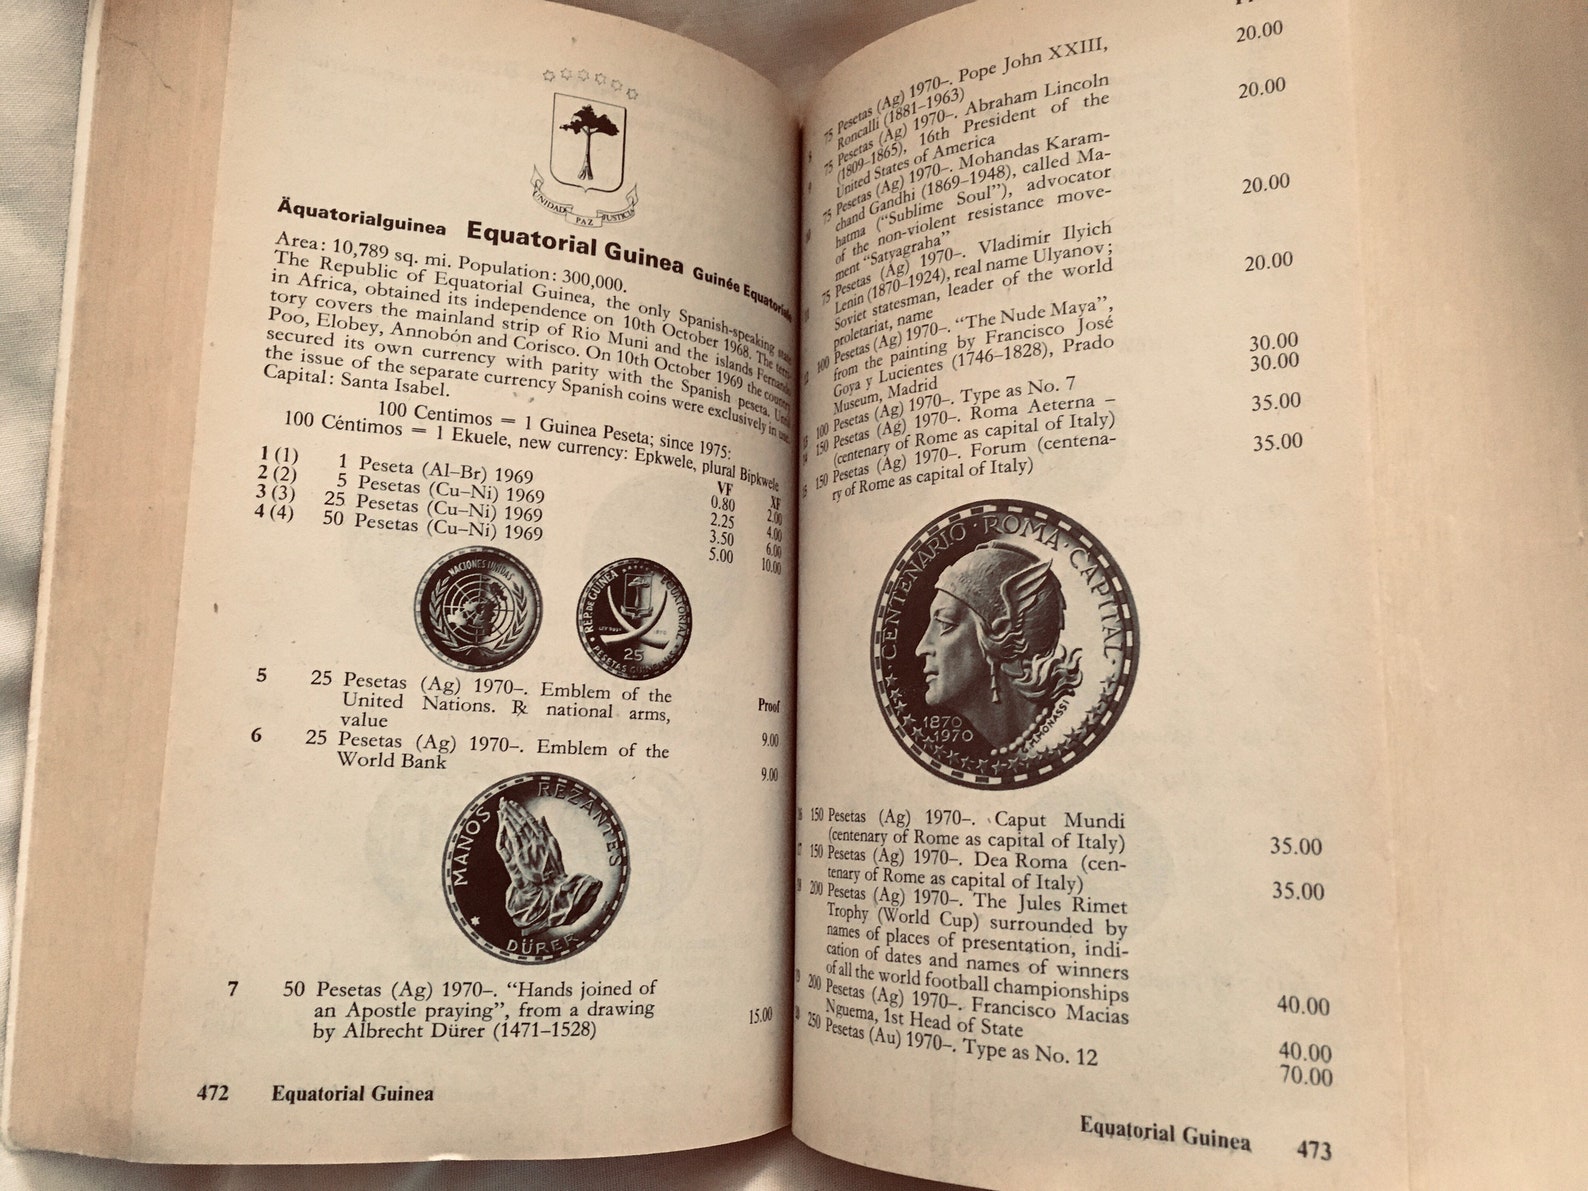 UNIDAD PAZ JUSTICIA
Äquatorialguinea Equatorial Guinea Guinée Equatoriale
Area: 10,789 sq. mi. Population: 300,000.
The Republic of Equatorial Guinea, the only Spanish-speaking state
in Africa, obtained its independence on 10th October 1968. The terri-
tory covers the mainland strip of Rio Muni and the islands Fernando
Poo, Elobey, Annobón and Corisco. On 10th October 1969 the country
secured its own currency with parity with the Spanish peseta. Until
the issue of the separate currency Spanish coins were exclusively in use.
Capital: Santa Isabel.
100 Centimos = 1 Guinea Peseta; since 1975:
100 Céntimos = 1 Ekuele, new currency: Epkwele, plural Bipkwele
VF XF
1 (1) 1 Peseta (Al–Br) 1969 0.80 2.00
2 (2) 5 Pesetas (Cu–Ni) 1969 2.25 4.00
3 (3) 25 Pesetas (Cu–Ni) 1969 3.50 6.00
4 (4) 50 Pesetas (Cu–Ni) 1969 5.00 10.00
NACIONES UNIDAS
REP. DE GUINEA ECUATORIAL
25
PESETAS GUINEANAS
Proof
5 25 Pesetas (Ag) 1970–. Emblem of the
United Nations. ℞ national arms,
value 9.00
6 25 Pesetas (Ag) 1970–. Emblem of the
World Bank 9.00
MANOS REZANTES
DÜRER
7 50 Pesetas (Ag) 1970–. “Hands joined of
an Apostle praying”, from a drawing
by Albrecht Dürer (1471–1528) 15.00
472 Equatorial Guinea
75 Pesetas (Ag) 1970–. Pope John XXIII,
Roncalli (1881–1963) 20.00
75 Pesetas (Ag) 1970–. Abraham Lincoln
(1809–1865), 16th President of the
United States of America 20.00
75 Pesetas (Ag) 1970–. Mohandas Karam-
chand Gandhi (1869–1948), called Ma-
hatma (“Sublime Soul”), advocator
of the non-violent resistance move-
ment “Satyagraha” 20.00
75 Pesetas (Ag) 1970–. Vladimir Ilyich
Lenin (1870–1924), real name Ulyanov;
Soviet statesman, leader of the world
proletariat, name 20.00
12 100 Pesetas (Ag) 1970–. “The Nude Maya”,
from the painting by Francisco José
Goya y Lucientes (1746–1828), Prado
Museum, Madrid 30.00
13 100 Pesetas (Ag) 1970–. Type as No. 7 30.00
14 150 Pesetas (Ag) 1970–. Roma Aeterna –
(centenary of Rome as capital of Italy) 35.00
15 150 Pesetas (Ag) 1970–. Forum (centena-
ry of Rome as capital of Italy) 35.00
CENTENARIO · ROMA · CAPITAL
1870
1970
G. MONASSI
150 Pesetas (Ag) 1970–. Caput Mundi
(centenary of Rome as capital of Italy) 35.00
150 Pesetas (Ag) 1970–. Dea Roma (cen-
tenary of Rome as capital of Italy) 35.00
200 Pesetas (Ag) 1970–. The Jules Rimet
Trophy (World Cup) surrounded by
names of places of presentation, indi-
cation of dates and names of winners
of all the world football championships 40.00
200 Pesetas (Ag) 1970–. Francisco Macias
Nguema, 1st Head of State 40.00
250 Pesetas (Au) 1970–. Type as No. 12 70.00
Equatorial Guinea 473